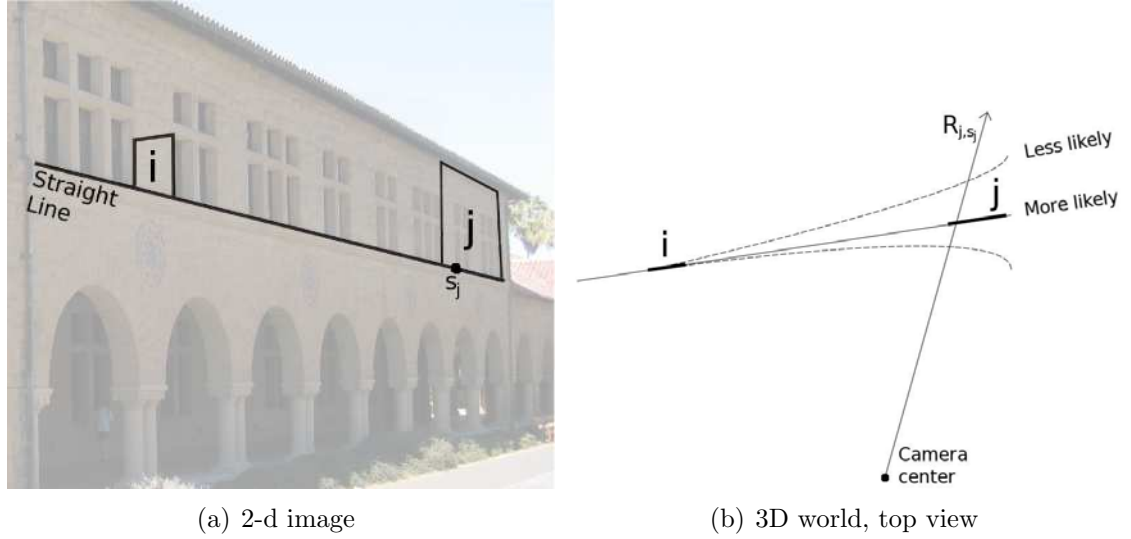 i
j
Straight
Line
s_j
(a) 2-d image
R_{j,s_j}
Less likely
j
More likely
i
Camera
center
(b) 3D world, top view